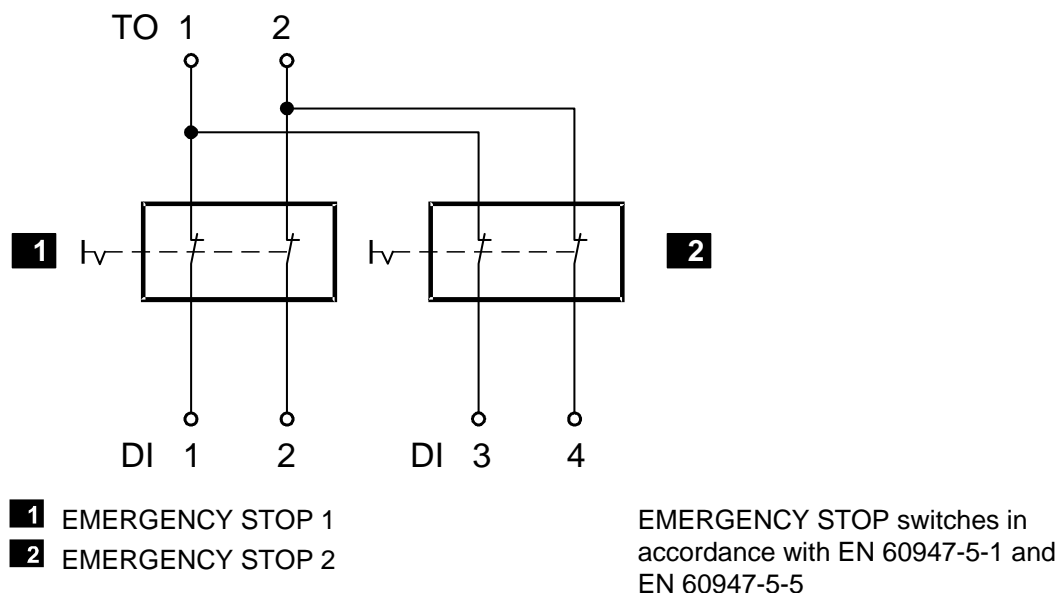 TO 1 2
1 2
DI 1 2 DI 3 4
1 EMERGENCY STOP 1
2 EMERGENCY STOP 2
EMERGENCY STOP switches in
accordance with EN 60947-5-1 and
EN 60947-5-5